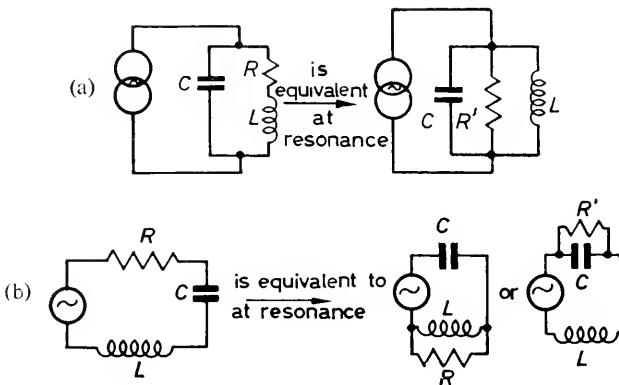 (a)
C
R
L
is
equivalent
at
resonance
C
R'
L
(b)
R
C
L
is equivalent to
at resonance
C
L
R
or
R'
C
L